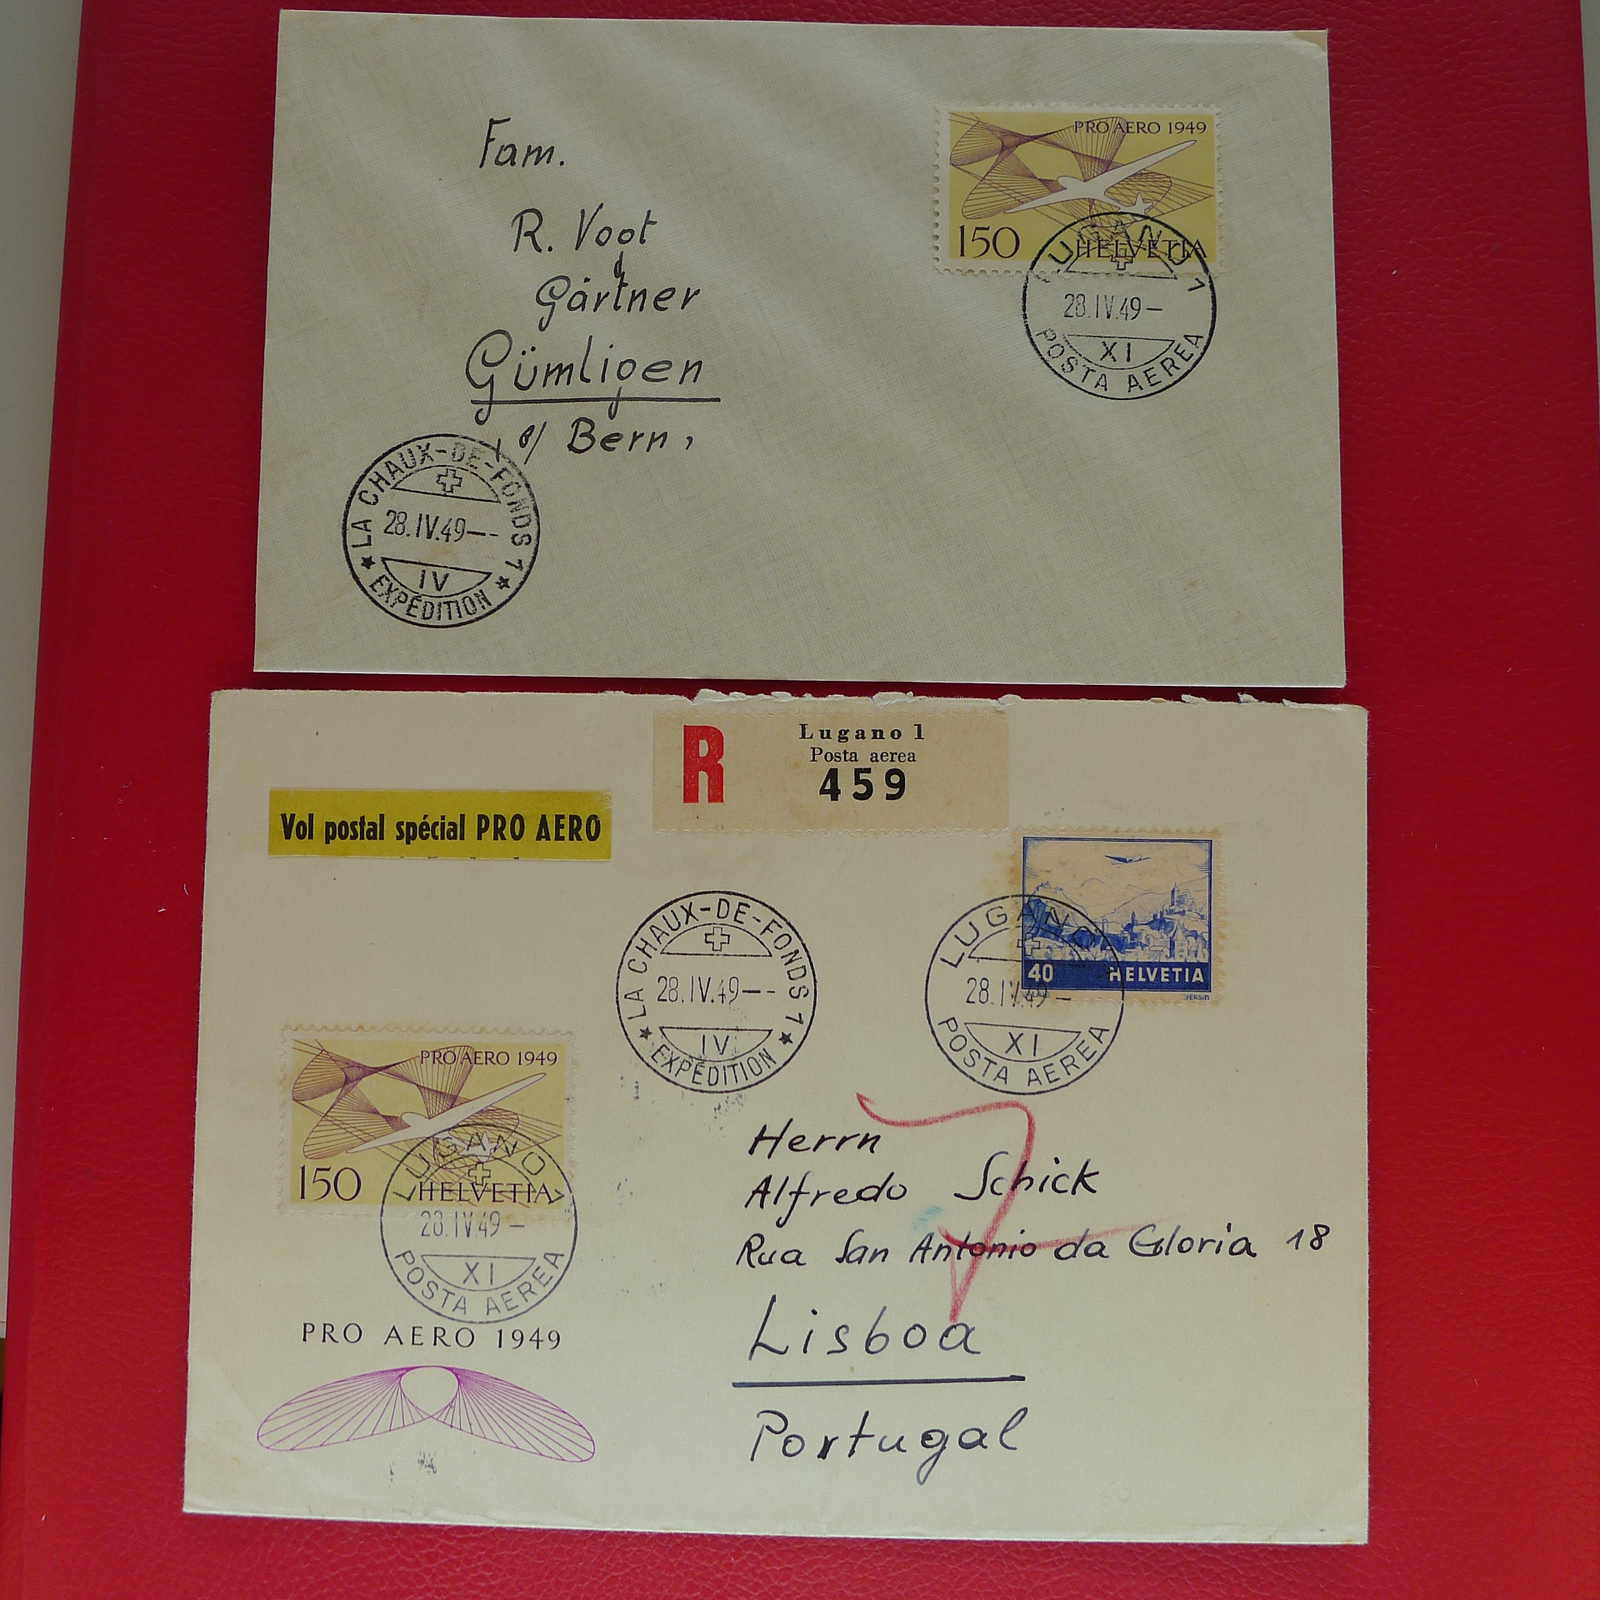 Fam.
R. Vogt
Gärtner
Gümligen
b/ Bern,
PRO AERO 1949
150 HELVETIA
LUGANO 1
28.IV.49—
XI
POSTA AEREA
LA CHAUX-DE-FONDS 1
28.IV.49—-
IV
EXPÉDITION
R
Lugano 1
Posta aerea
459
Vol postal spécial PRO AERO
40 HELVETIA
LA CHAUX-DE-FONDS 1
28.IV.49—-
IV
EXPÉDITION
LUGANO
28.IV.49—
XI
POSTA AEREA
PRO AERO 1949
150 HELVETIA
LUGANO 1
28.IV.49—
XI
POSTA AEREA
Herrn
Alfredo Schick
Rua San Antonio da Gloria 18
Lisboa
Portugal
PRO AERO 1949